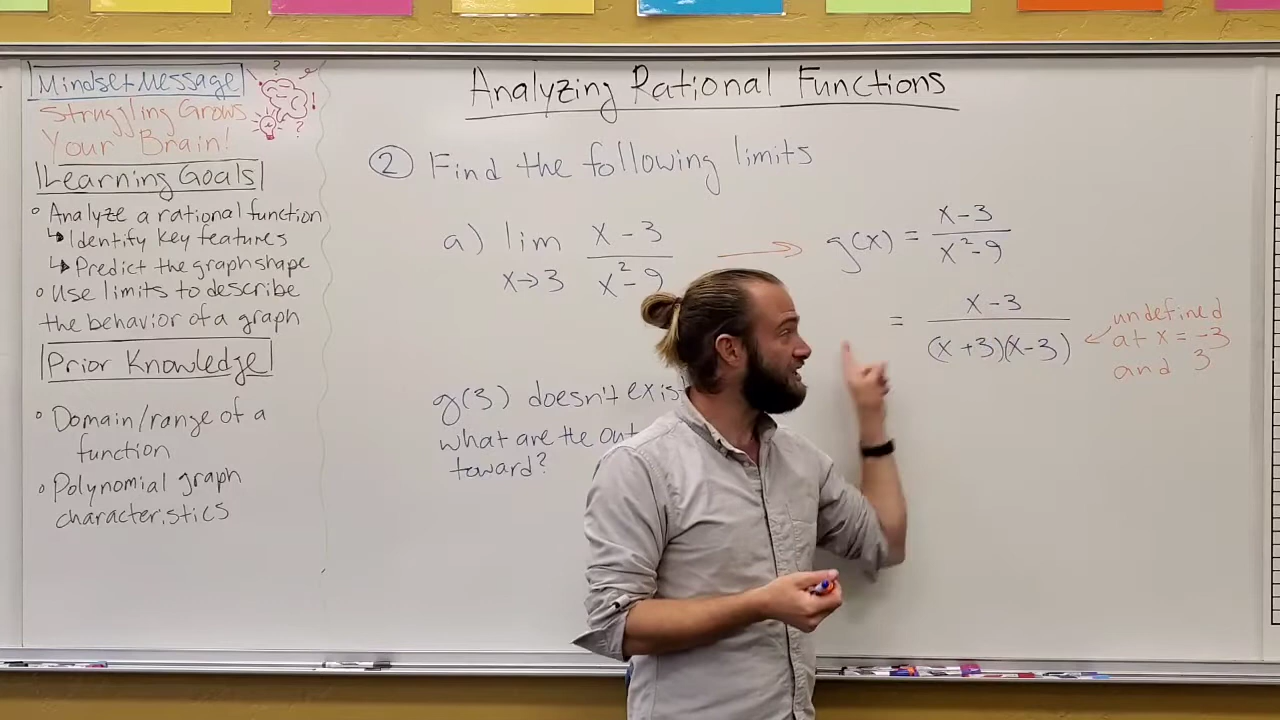 Mindset Message
Struggling Grows
Your Brain!
Learning Goals
° Analyze a rational function
↳ Identify key features
↳ Predict the graph shape
° Use limits to describe
the behavior of a graph
Prior Knowledge
° Domain/range of a
function
° Polynomial graph
characteristics
Analyzing Rational Functions
② Find the following limits
a) lim x→3 (x-3)/(x²-9) → g(x) = (x-3)/(x²-9)
= (x-3)/((x+3)(x-3)) ← undefined
at x = -3
and 3
g(3) doesn't exist
what are the
toward?